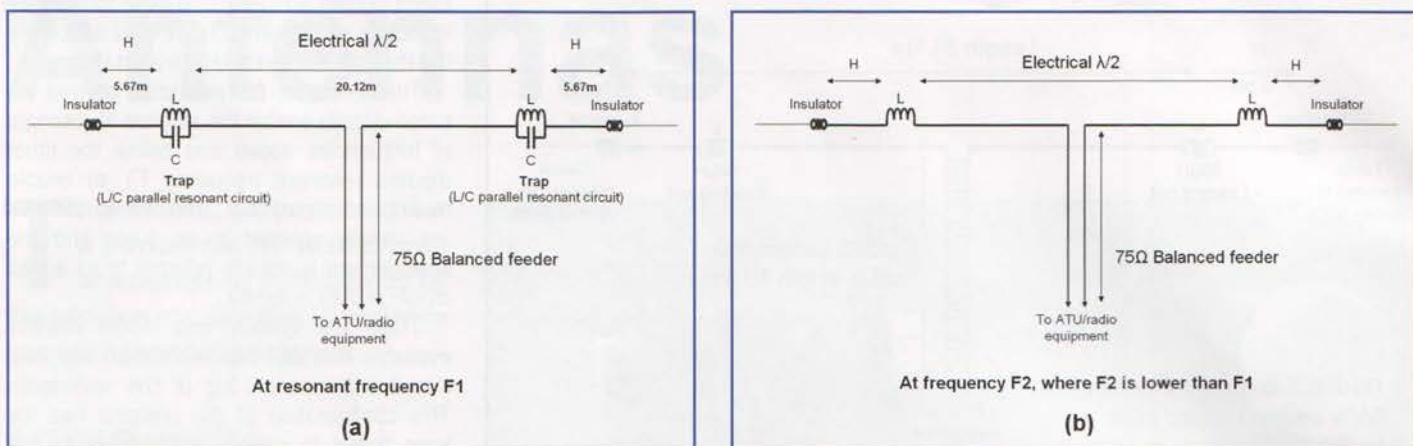 H
Electrical λ/2
H
5.67m
20.12m
5.67m
Insulator
L
L
Insulator
C
C
Trap
(L/C parallel resonant circuit)
Trap
(L/C parallel resonant circuit)
75Ω Balanced feeder
To ATU/radio
equipment
At resonant frequency F1
(a)
H
Electrical λ/2
H
Insulator
L
L
Insulator
75Ω Balanced feeder
To ATU/radio
equipment
At frequency F2, where F2 is lower than F1
(b)